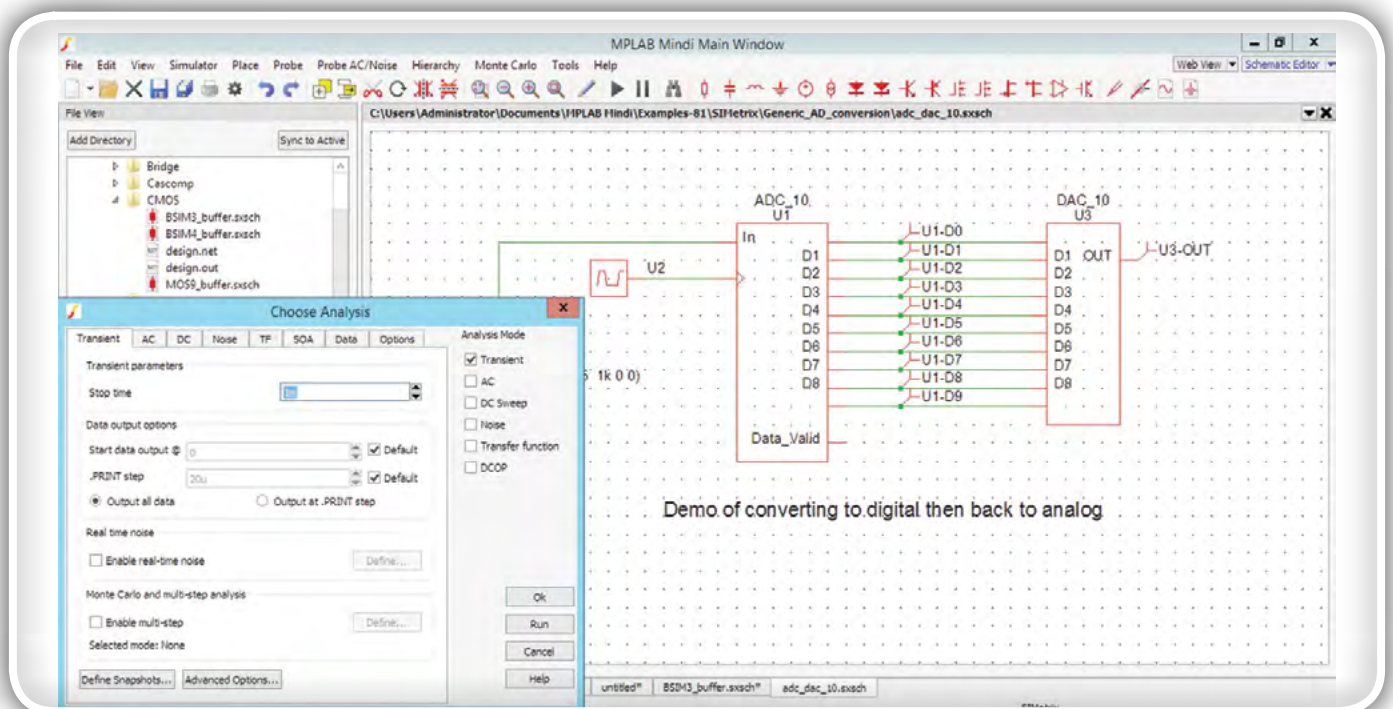 MPLAB Mindi Main Window
File Edit View Simulator Place Probe Probe AC/Noise Hierarchy Monte Carlo Tools Help
Web View Schematic Editor
File View
C:\Users\Administrator\Documents\MPLAB Mindi\Examples-81\SIMetrix\Generic_AD_conversion\adc_dac_10.sxsch
Add Directory Sync to Active
Bridge
Cascomp
CMOS
BSIM3_buffer.sxsch
BSIM4_buffer.sxsch
design.net
design.out
MOS9_buffer.sxsch
ADC_10
U1
In
D1
D2
D3
D4
D5
D6
D7
D8
Data_Valid
U2
U1-D0
U1-D1
U1-D2
U1-D3
U1-D4
U1-D5
U1-D6
U1-D7
U1-D8
U1-D9
DAC_10
U3
D1 OUT
D2
D3
D4
D5
D6
D7
D8
U3-OUT
1k 0 0)
Demo of converting to digital then back to analog
Choose Analysis
Transient AC DC Noise TF SOA Data Options
Transient parameters
Stop time
Data output options
Start data output @ 0 Default
.PRINT step 20u Default
Output all data Output at .PRINT step
Real time noise
Enable real-time noise Define...
Monte Carlo and multi-step analysis
Enable multi-step Define...
Selected mode: None
Define Snapshots... Advanced Options...
Analysis Mode
Transient
AC
DC Sweep
Noise
Transfer function
DCOP
Ok
Run
Cancel
Help
untitled* BSIM3_buffer.sxsch* adc_dac_10.sxsch